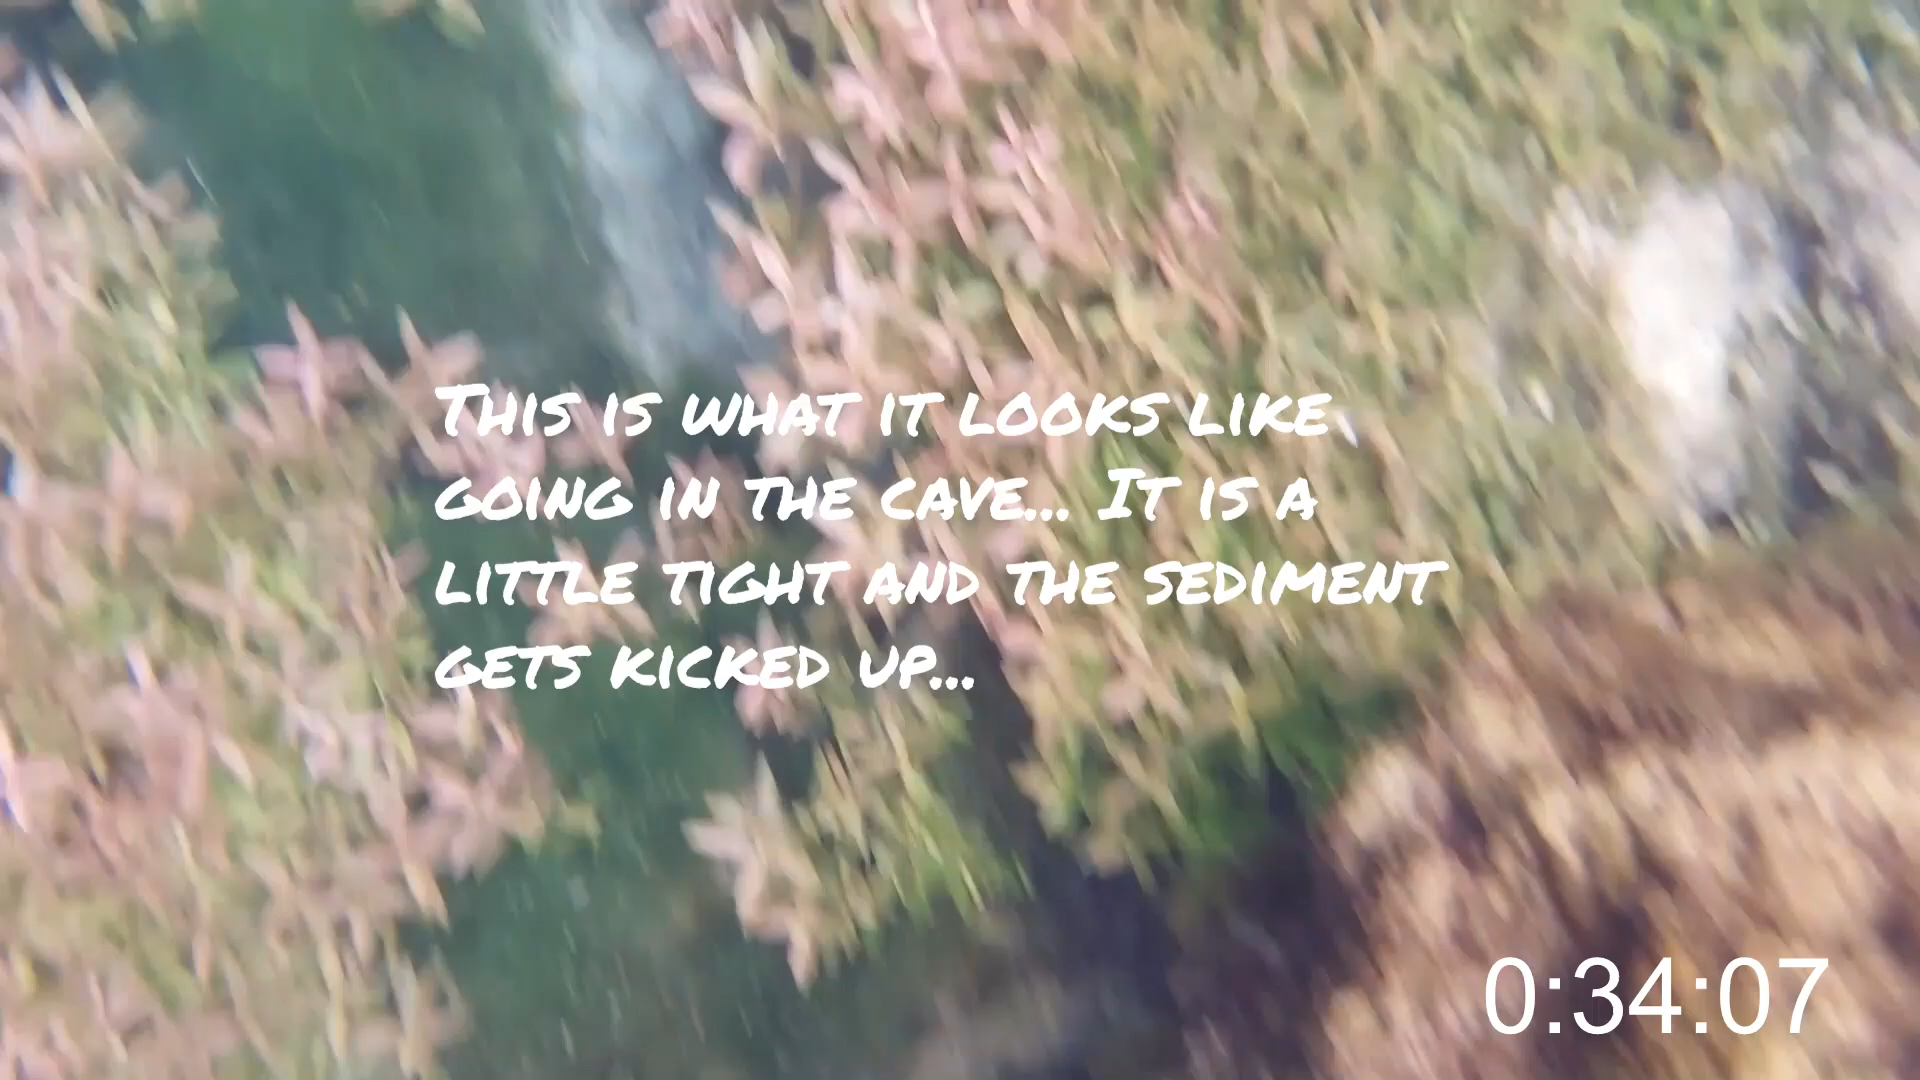 This is what it looks like
going in the cave... It is a
little tight and the sediment
gets kicked up...
0:34:07